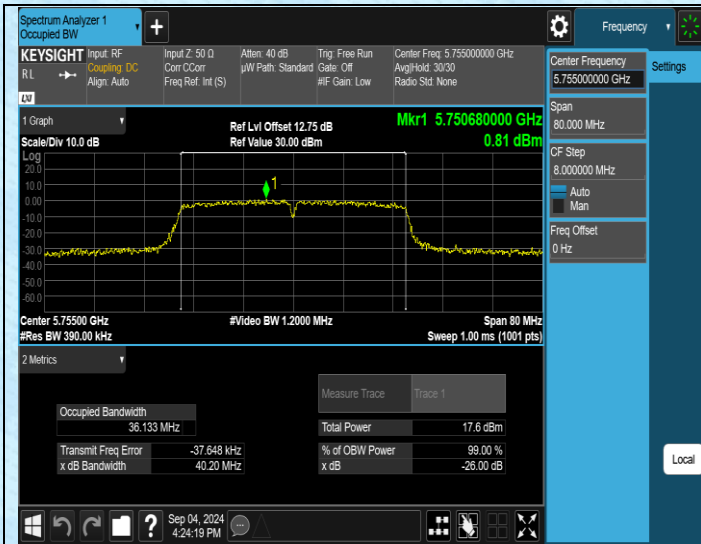 Spectrum Analyzer 1
Occupied BW
Frequency
KEYSIGHT
RL
LXI
Input: RF
Coupling: DC
Align: Auto
Input Z: 50 Ω
Corr CCorr
Freq Ref: Int (S)
Atten: 40 dB
µW Path: Standard
Trig: Free Run
Gate: Off
#IF Gain: Low
Center Freq: 5.755000000 GHz
Avg|Hold: 30/30
Radio Std: None
Center Frequency
5.755000000 GHz
Settings
Span
80.000 MHz
CF Step
8.000000 MHz
Auto
Man
Freq Offset
0 Hz
1 Graph
Scale/Div 10.0 dB
Ref Lvl Offset 12.75 dB
Ref Value 30.00 dBm
Mkr1 5.750680000 GHz
0.81 dBm
Log
20.0
10.0
0.00
-10.0
-20.0
-30.0
-40.0
-50.0
-60.0
1
Center 5.75500 GHz
#Res BW 390.00 kHz
#Video BW 1.2000 MHz
Span 80 MHz
Sweep 1.00 ms (1001 pts)
2 Metrics
Measure Trace Trace 1
Occupied Bandwidth
36.133 MHz
Total Power 17.6 dBm
Transmit Freq Error -37.648 kHz
% of OBW Power 99.00 %
x dB Bandwidth 40.20 MHz
x dB -26.00 dB
Local
?
Sep 04, 2024
4:24:19 PM